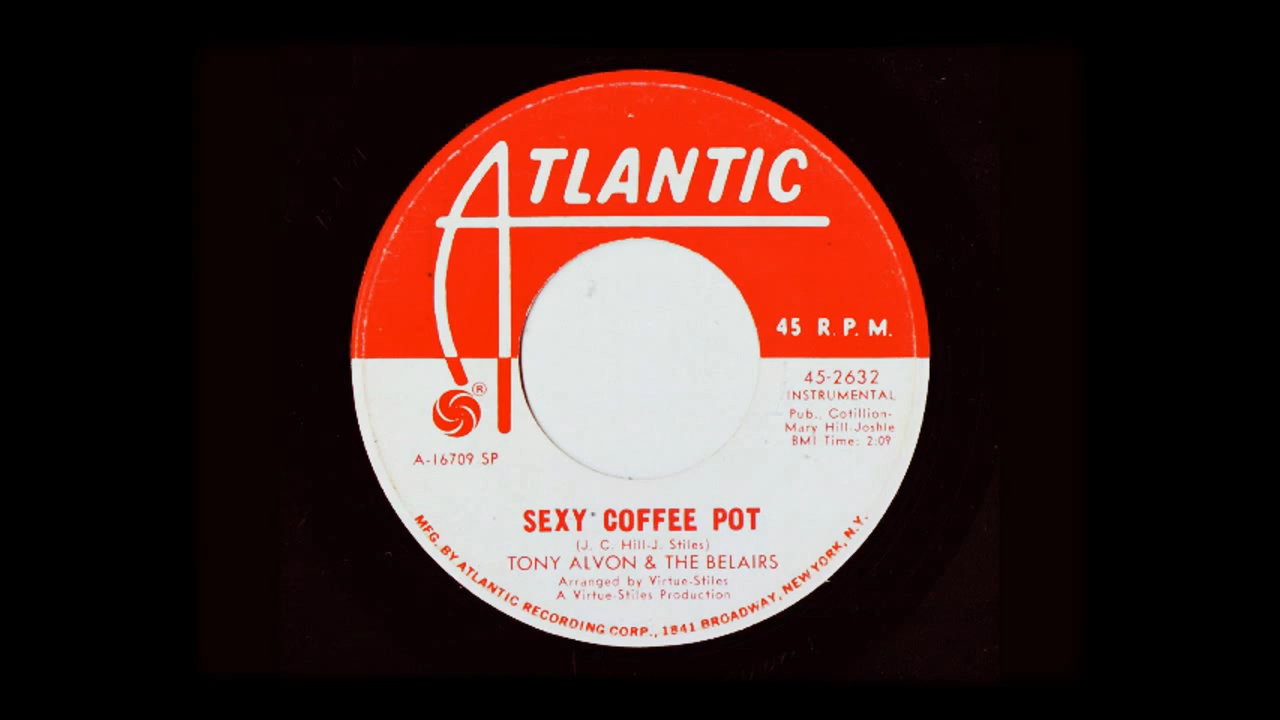 ATLANTIC
45 R.P.M.
45-2632
INSTRUMENTAL
Pub., Cotillion-
Mary Hill-Joshie
BMI Time: 2:09
®
A-16709 SP
SEXY COFFEE POT
(J. C. Hill-J. Stiles)
TONY ALVON & THE BELAIRS
Arranged by Virtue-Stiles
A Virtue-Stiles Production
MFG. BY ATLANTIC RECORDING CORP., 1841 BROADWAY, NEW YORK, N.Y.